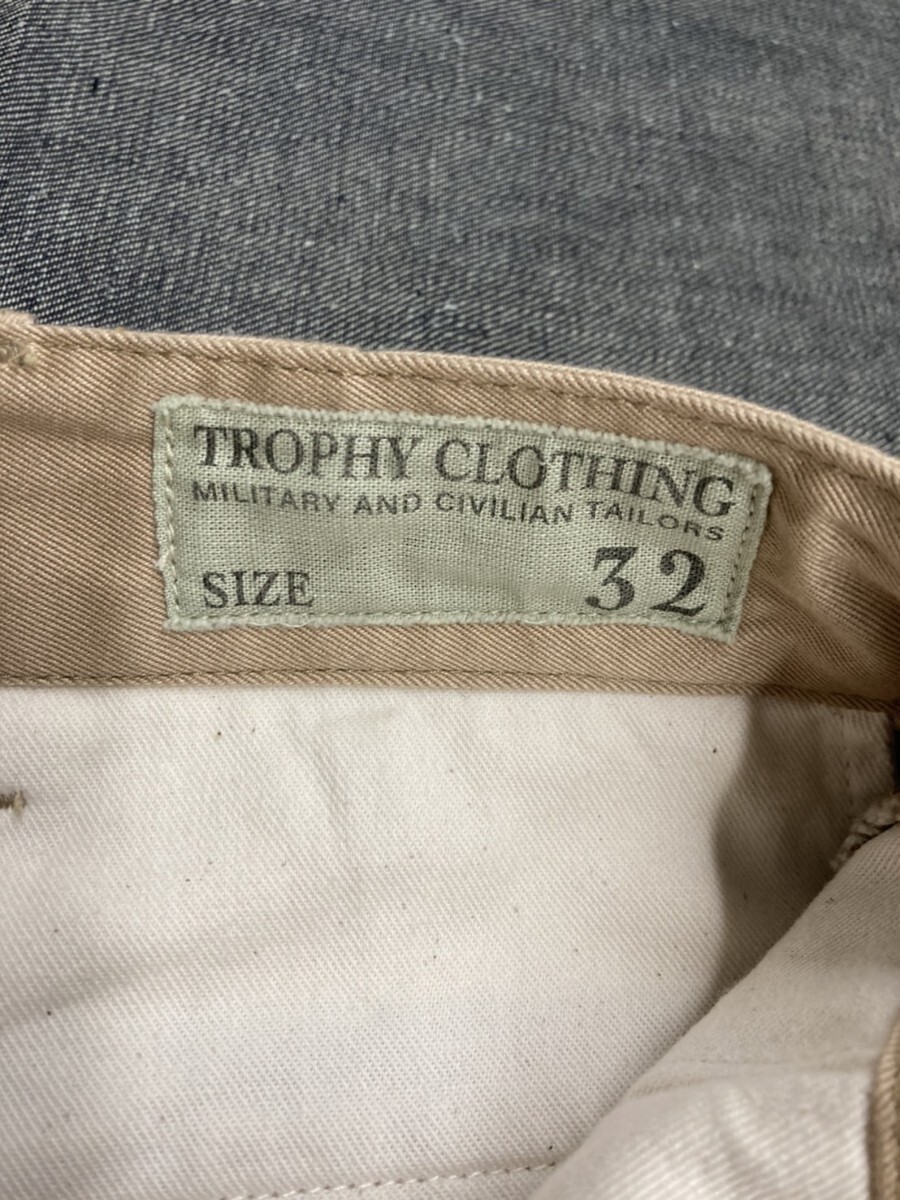 TROPHY CLOTHING
MILITARY AND CIVILIAN TAILORS
SIZE 32